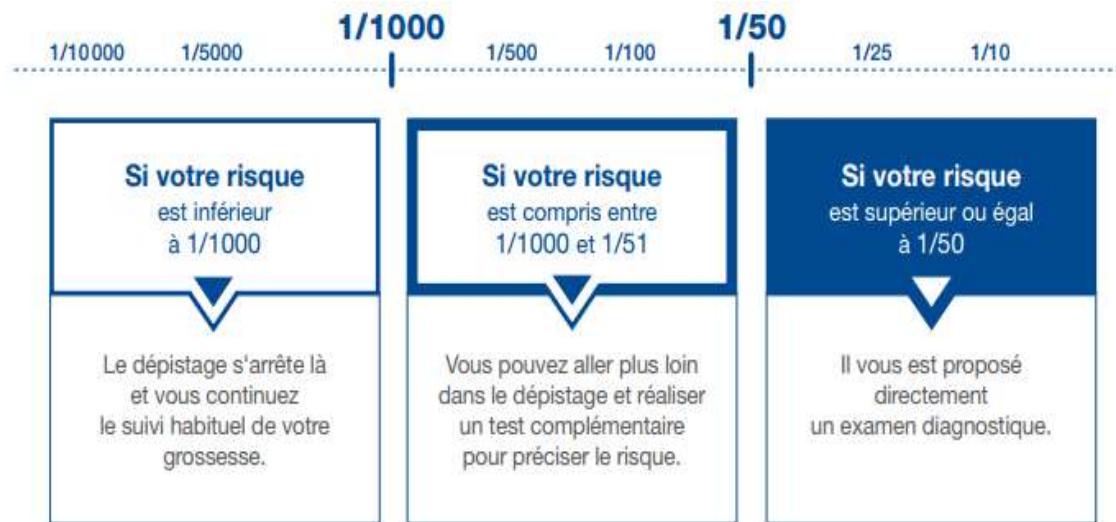 1/10 000 1/5000 1/1000 1/500 1/100 1/50 1/25 1/10
Si votre risque
est inférieur
à 1/1000
Le dépistage s'arrête là
et vous continuez
le suivi habituel de votre
grossesse.
Si votre risque
est compris entre
1/1000 et 1/51
Vous pouvez aller plus loin
dans le dépistage et réaliser
un test complémentaire
pour préciser le risque.
Si votre risque
est supérieur ou égal
à 1/50
Il vous est proposé
directement
un examen diagnostique.